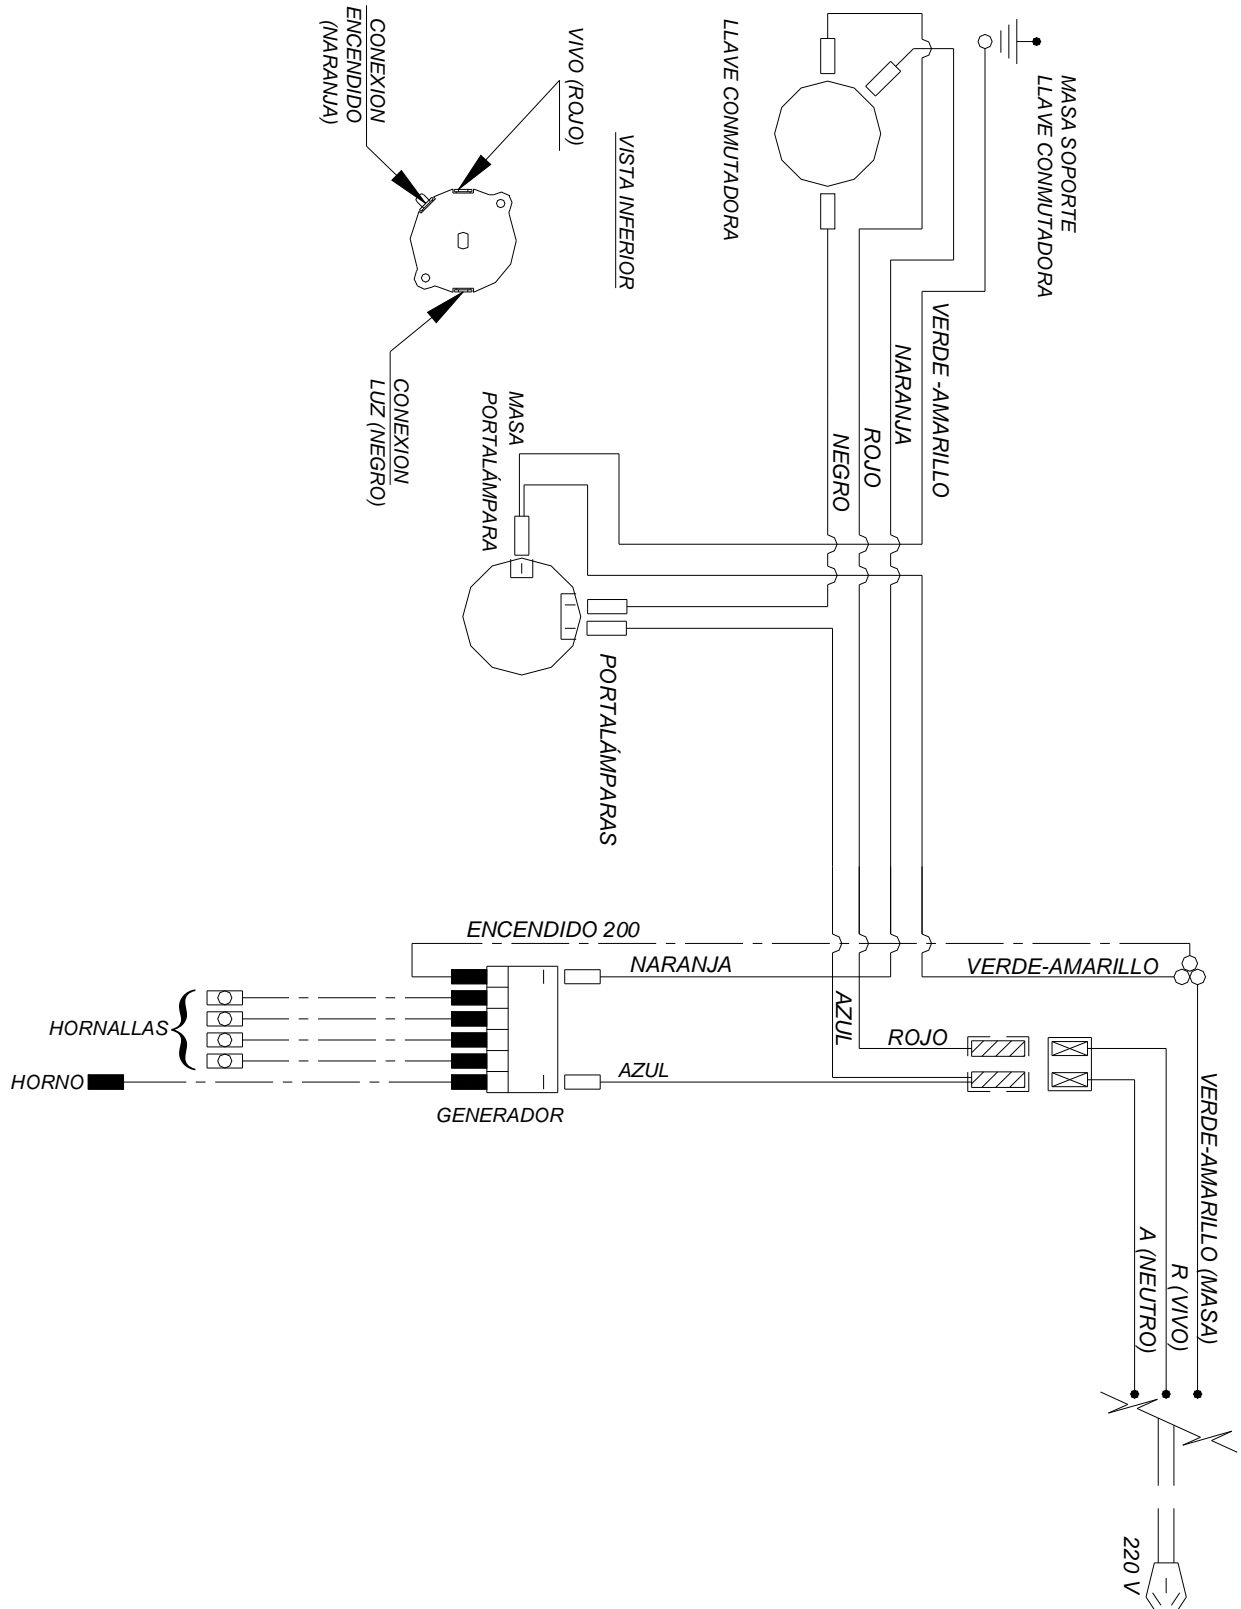 CONEXION
ENCENDIDO
(NARANJA)
VIVO (ROJO)
VISTA INFERIOR
CONEXION
LUZ (NEGRO)
LLAVE CONMUTADORA
MASA SOPORTE
LLAVE CONMUTADORA
VERDE -AMARILLO
NARANJA
ROJO
NEGRO
MASA
PORTALÁMPARA
PORTALÁMPARAS
ENCENDIDO 200
NARANJA
VERDE-AMARILLO
AZUL
ROJO
AZUL
HORNALLAS
HORNO
GENERADOR
VERDE-AMARILLO (MASA)
R (VIVO)
A (NEUTRO)
220 V